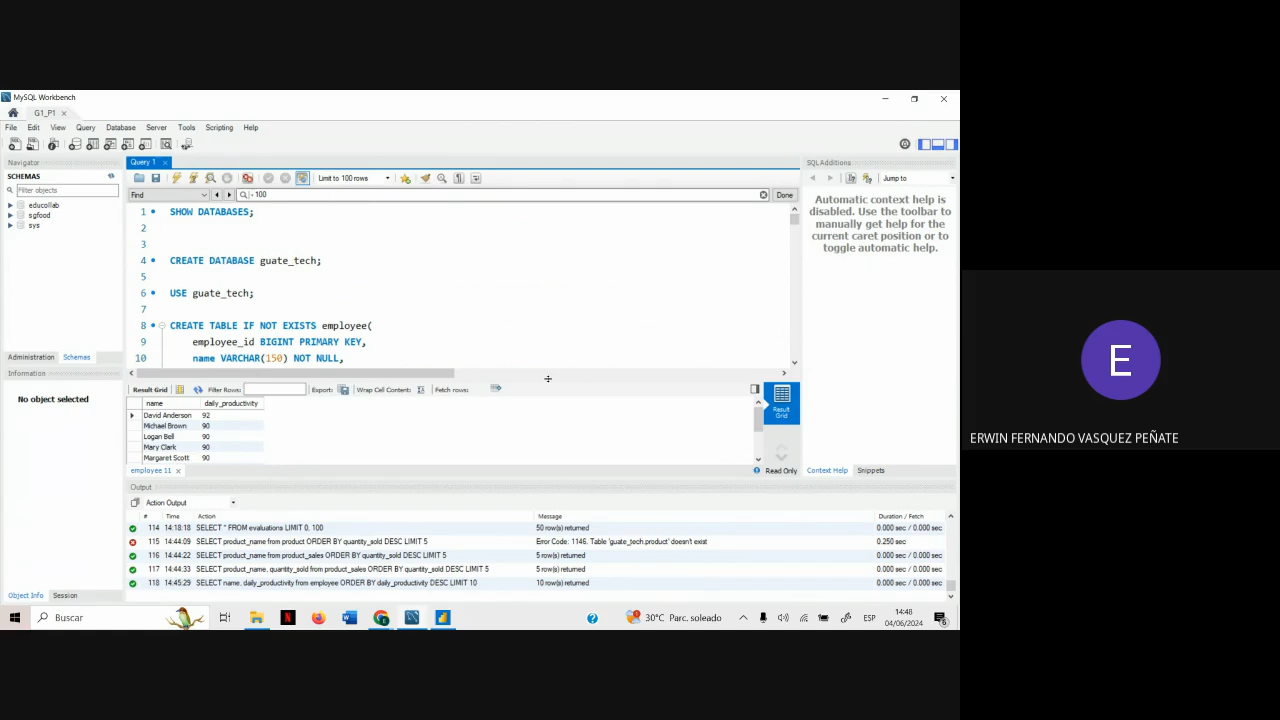 MySQL Workbench
G1_P1
File Edit View Query Database Server Tools Scripting Help
Navigator
SCHEMAS
Filter objects
educollab
sgfood
sys
Administration Schemas
Information
No object selected
Object Info Session
Query 1
Limit to 100 rows
Find
100
Done
1 SHOW DATABASES;
2
3
4 CREATE DATABASE guate_tech;
5
6 USE guate_tech;
7
8 CREATE TABLE IF NOT EXISTS employee(
9 employee_id BIGINT PRIMARY KEY,
10 name VARCHAR(150) NOT NULL,
Result Grid Filter Rows: Export: Wrap Cell Content: Fetch rows:
name daily_productivity
David Anderson 92
Michael Brown 90
Logan Bell 90
Mary Clark 90
Margaret Scott 90
Result Grid
employee 11
Read Only
SQLAdditions
Jump to
Automatic context help is
disabled. Use the toolbar to
manually get help for the
current caret position or to
toggle automatic help.
Context Help Snippets
Output
Action Output
# Time Action Message Duration / Fetch
114 14:18:18 SELECT * FROM evaluations LIMIT 0, 100 50 row(s) returned 0.000 sec / 0.000 sec
115 14:44:09 SELECT product_name from product ORDER BY quantity_sold DESC LIMIT 5 Error Code: 1146. Table 'guate_tech.product' doesn't exist 0.250 sec
116 14:44:22 SELECT product_name from product_sales ORDER BY quantity_sold DESC LIMIT 5 5 row(s) returned 0.000 sec / 0.000 sec
117 14:44:33 SELECT product_name, quantity_sold from product_sales ORDER BY quantity_sold DESC LIMIT 5 5 row(s) returned 0.000 sec / 0.000 sec
118 14:45:29 SELECT name, daily_productivity from employee ORDER BY daily_productivity DESC LIMIT 10 10 row(s) returned 0.000 sec / 0.000 sec
Buscar
30°C Parc. soleado
ESP
14:48
04/06/2024
E
ERWIN FERNANDO VASQUEZ PEÑATE